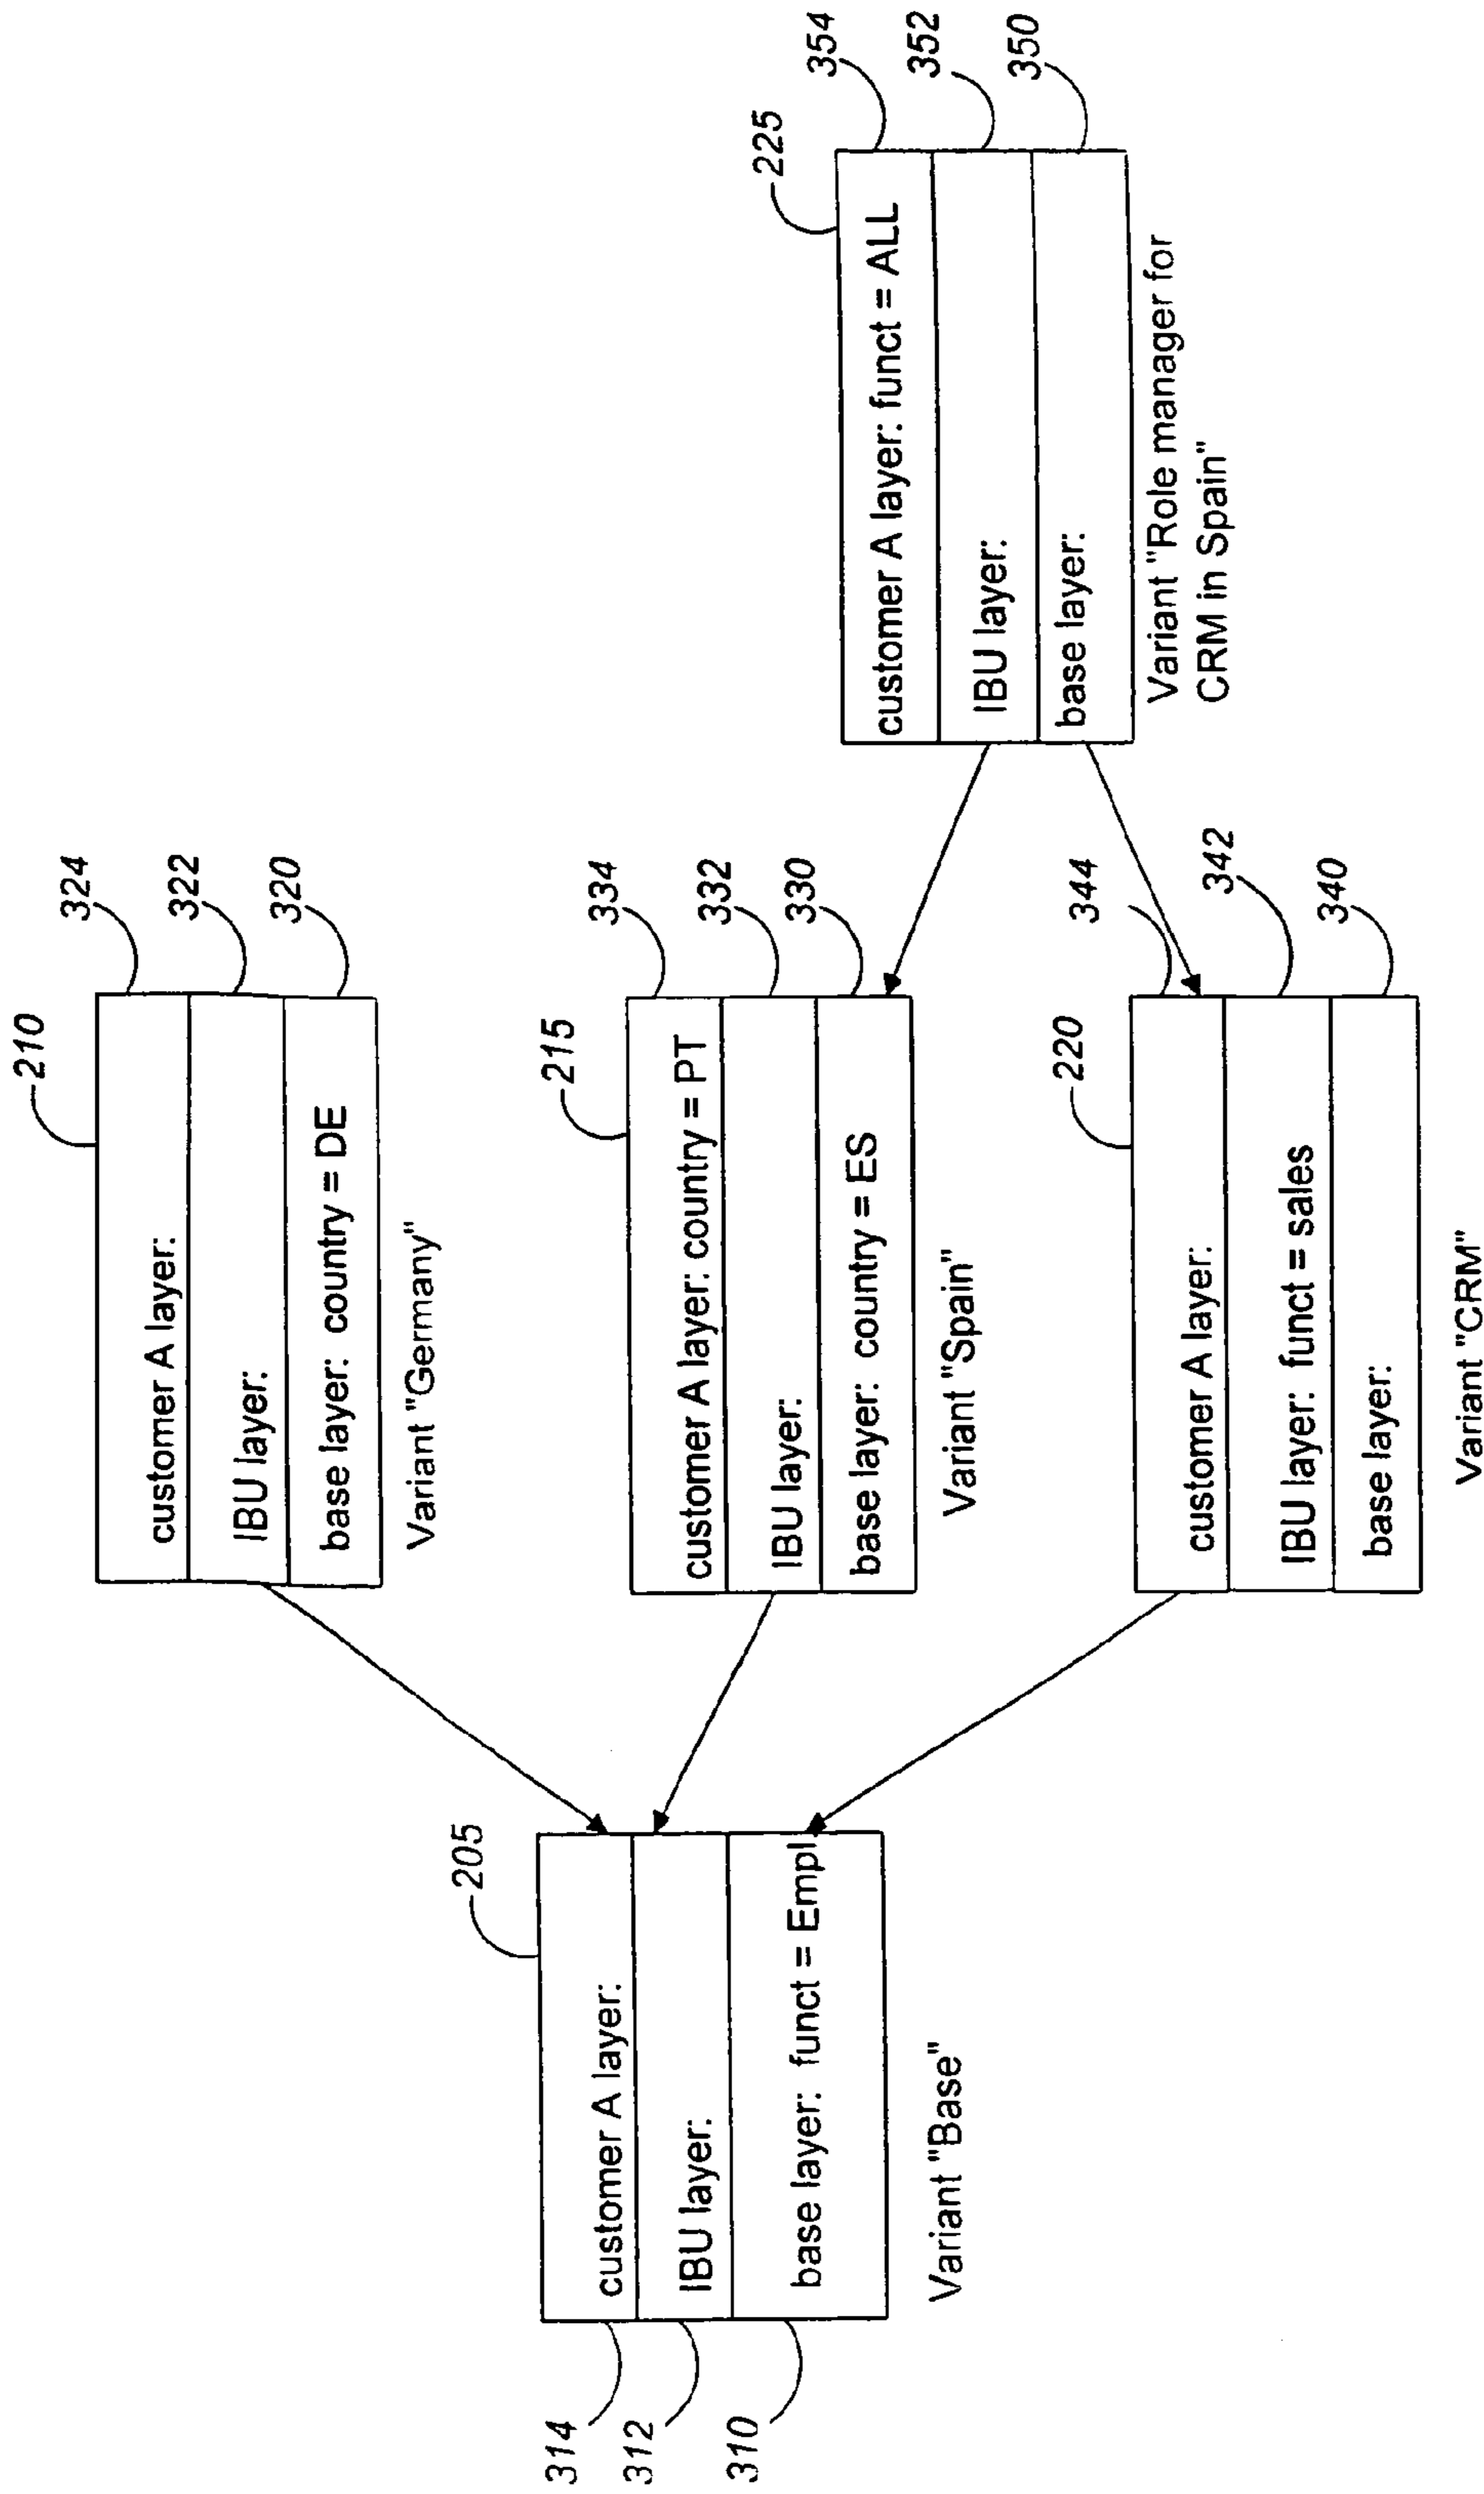 210
customer A layer:
324
IBU layer:
322
base layer: country = DE
320
Variant "Germany"
205
customer A layer:
314
IBU layer:
312
base layer: funct = Empl
310
Variant "Base"
215
customer A layer: country = PT
334
IBU layer:
332
base layer: country = ES
330
Variant "Spain"
225
customer A layer: funct = ALL
354
IBU layer:
352
base layer:
350
Variant "Role manager for
CRM in Spain"
220
customer A layer:
344
IBU layer: funct = sales
342
base layer:
340
Variant "CRM"